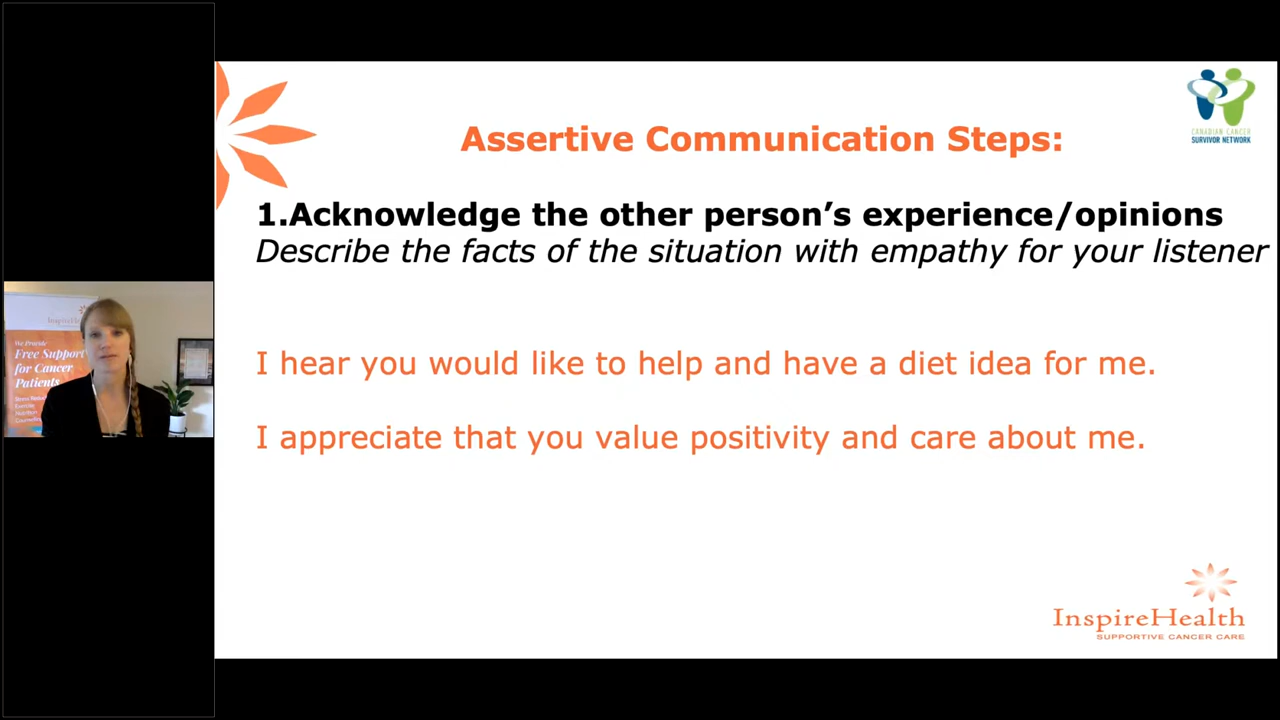 Assertive Communication Steps:
CANADIAN CANCER
SURVIVOR NETWORK
1.Acknowledge the other person’s experience/opinions
Describe the facts of the situation with empathy for your listener
I hear you would like to help and have a diet idea for me.
I appreciate that you value positivity and care about me.
InspireHealth
SUPPORTIVE CANCER CARE
We Provide
Free Support
for Cancer
Patients